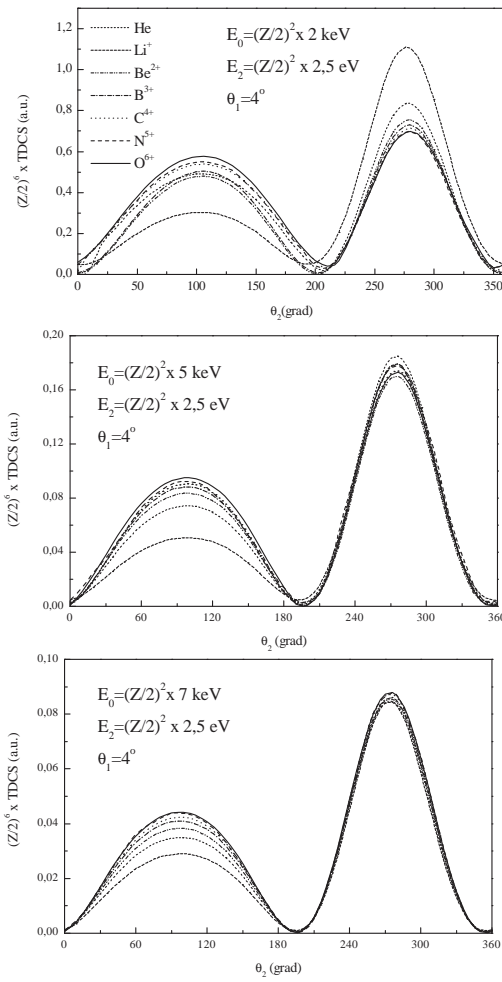 1,2
1,0
0,8
0,6
0,4
0,2
0,0
(Z/2)⁶ x TDCS (a.u.)
He
Li⁺
Be²⁺
B³⁺
C⁴⁺
N⁵⁺
O⁶⁺
E₀=(Z/2)² x 2 keV
E₂=(Z/2)² x 2,5 eV
θ₁=4°
0 50 100 150 200 250 300 350
θ₂(grad)
0,20
0,16
0,12
0,08
0,04
0,00
(Z/2)⁶ x TDCS (a.u.)
E₀=(Z/2)² x 5 keV
E₂=(Z/2)² x 2,5 eV
θ₁=4°
0 60 120 180 240 300 360
θ₂ (grad)
0,10
0,08
0,06
0,04
0,02
0,00
(Z/2)⁶ x TDCS (a.u.)
E₀=(Z/2)² x 7 keV
E₂=(Z/2)² x 2,5 eV
θ₁=4°
0 60 120 180 240 300 360
θ₂ (grad)